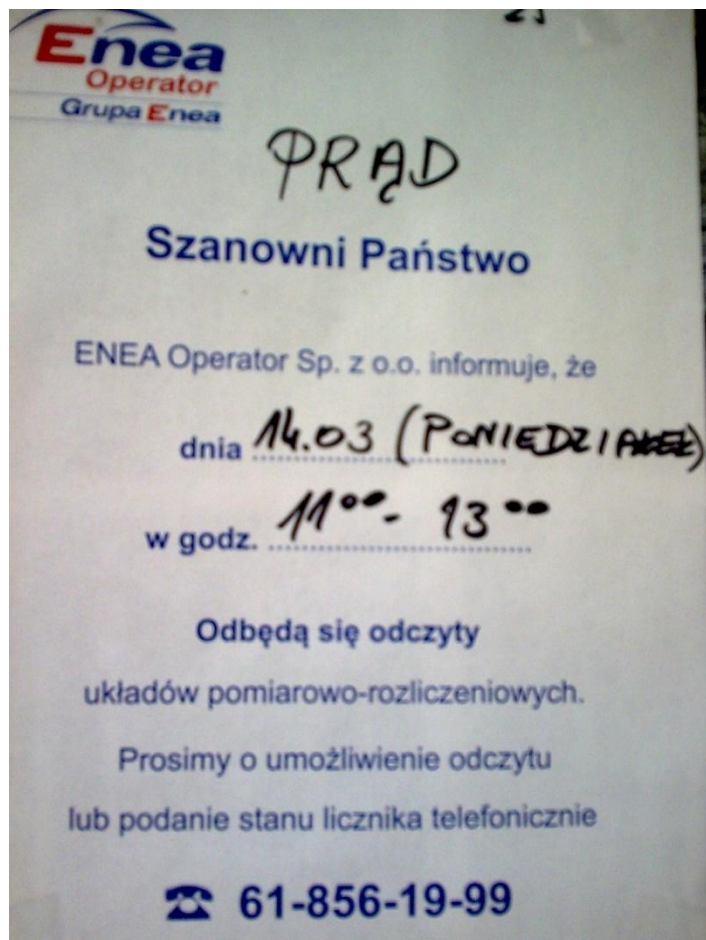 Enea
Operator
Grupa Enea
PRĄD
Szanowni Państwo
ENEA Operator Sp. z o.o. informuje, że
dnia 14.03 (PONIEDZIAŁEK)
w godz. 11⁰⁰- 13⁰⁰
Odbędą się odczyty
układów pomiarowo-rozliczeniowych.
Prosimy o umożliwienie odczytu
lub podanie stanu licznika telefonicznie
☎ 61-856-19-99